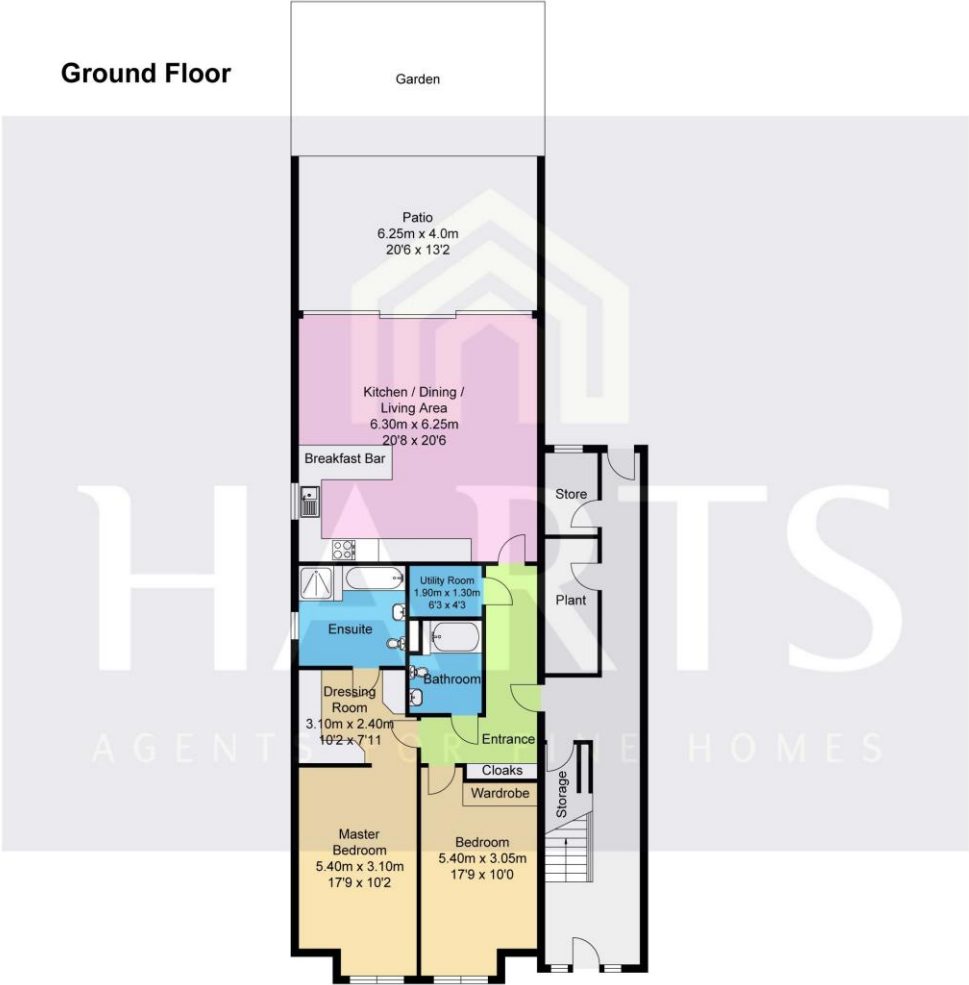 Ground Floor
Garden
Patio
6.25m x 4.0m
20'6 x 13'2
Kitchen / Dining /
Living Area
6.30m x 6.25m
20'8 x 20'6
Breakfast Bar
Store
Plant
Utility Room
1.90m x 1.30m
6'3 x 4'3
Ensuite
Bathroom
Dressing
Room
3.10m x 2.40m
10'2 x 7'11
Entrance
Cloaks
Wardrobe
Storage
Master
Bedroom
5.40m x 3.10m
17'9 x 10'2
Bedroom
5.40m x 3.05m
17'9 x 10'0
HARTS
AGENTS FOR FINE HOMES